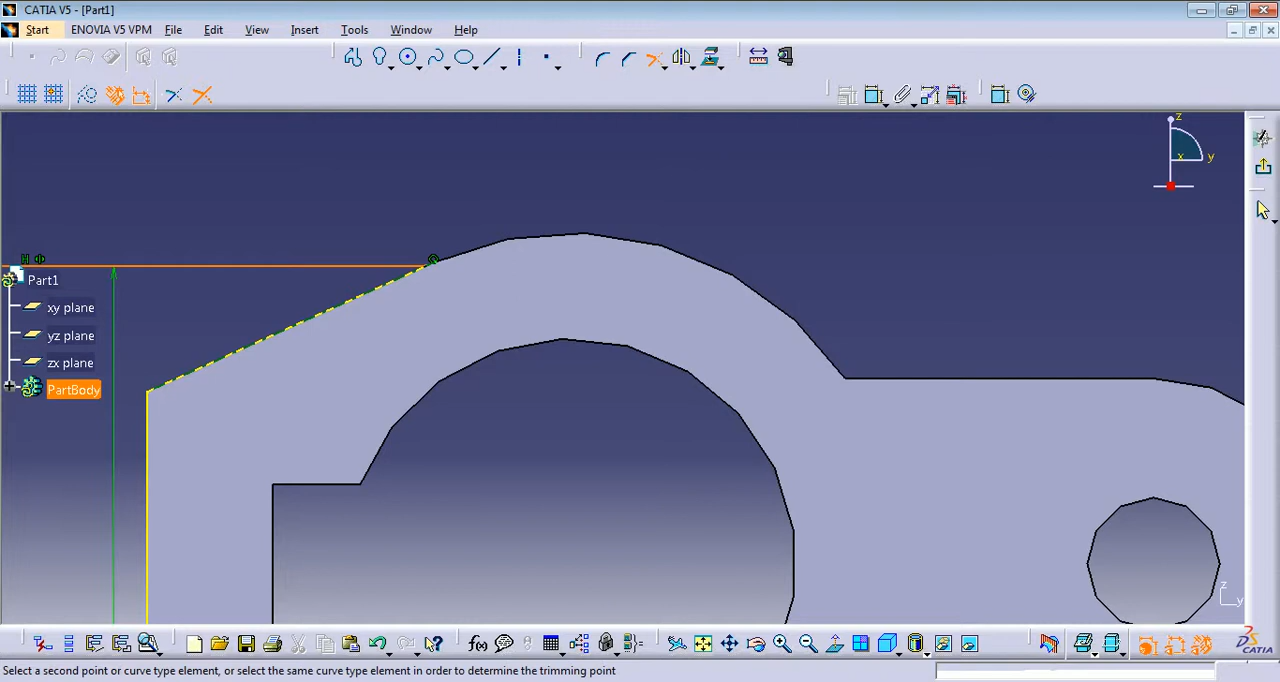 CATIA V5 - [Part1]
Start ENOVIA V5 VPM File Edit View Insert Tools Window Help
z
x y
H
Part1
xy plane
yz plane
zx plane
PartBody
z
y
f(x)
CATIA
Select a second point or curve type element, or select the same curve type element in order to determine the trimming point